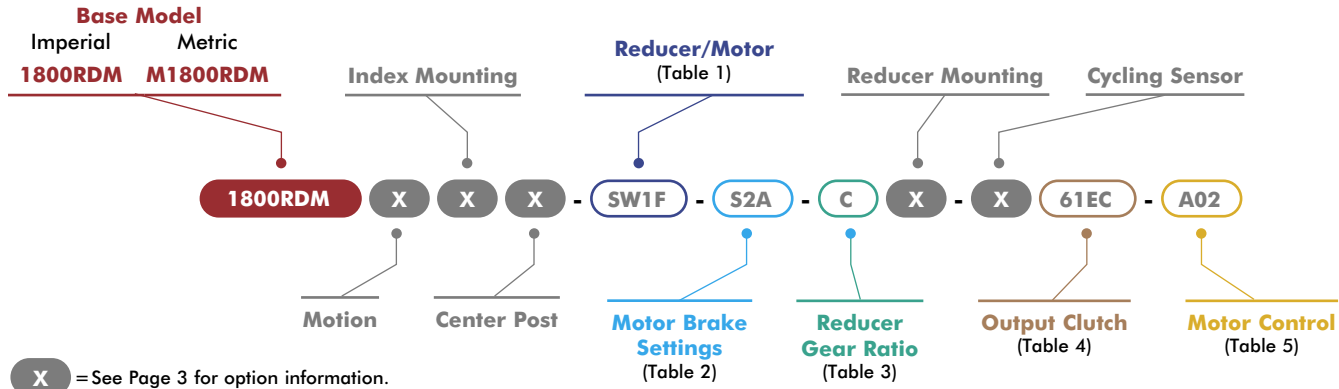 Base Model
Imperial Metric
1800RDM M1800RDM
Index Mounting
Reducer/Motor
(Table 1)
Reducer Mounting
Cycling Sensor
1800RDM X X X - SW1F - S2A - C X - X 61EC - A02
Motion
Center Post
Motor Brake
Settings
(Table 2)
Reducer
Gear Ratio
(Table 3)
Output Clutch
(Table 4)
Motor Control
(Table 5)
X =See Page 3 for option information.